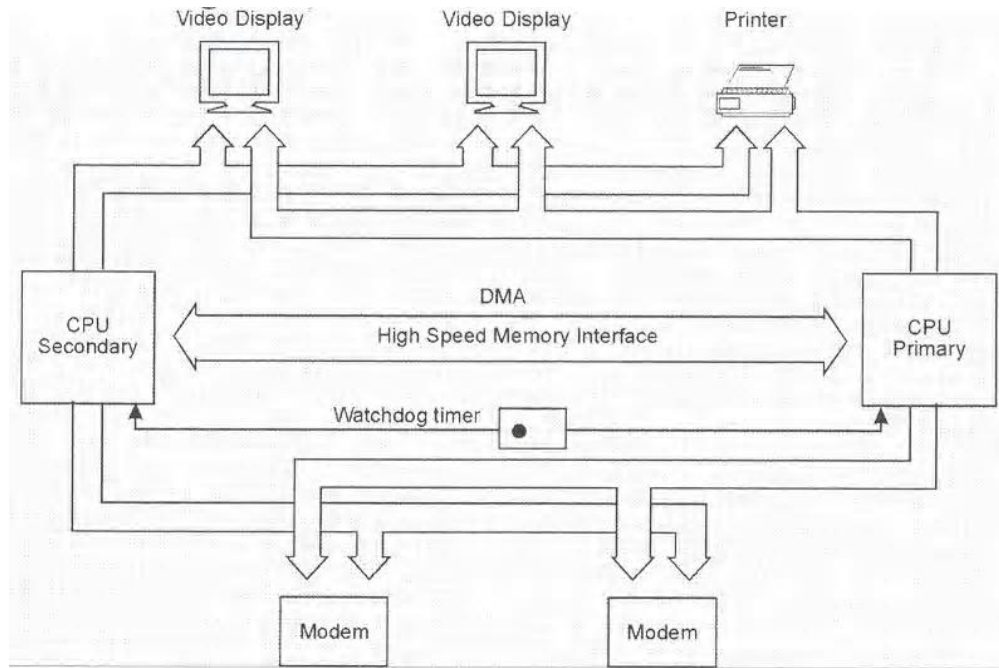 Video Display
Video Display
Printer
DMA
High Speed Memory Interface
CPU
Secondary
CPU
Primary
Watchdog timer
Modem
Modem